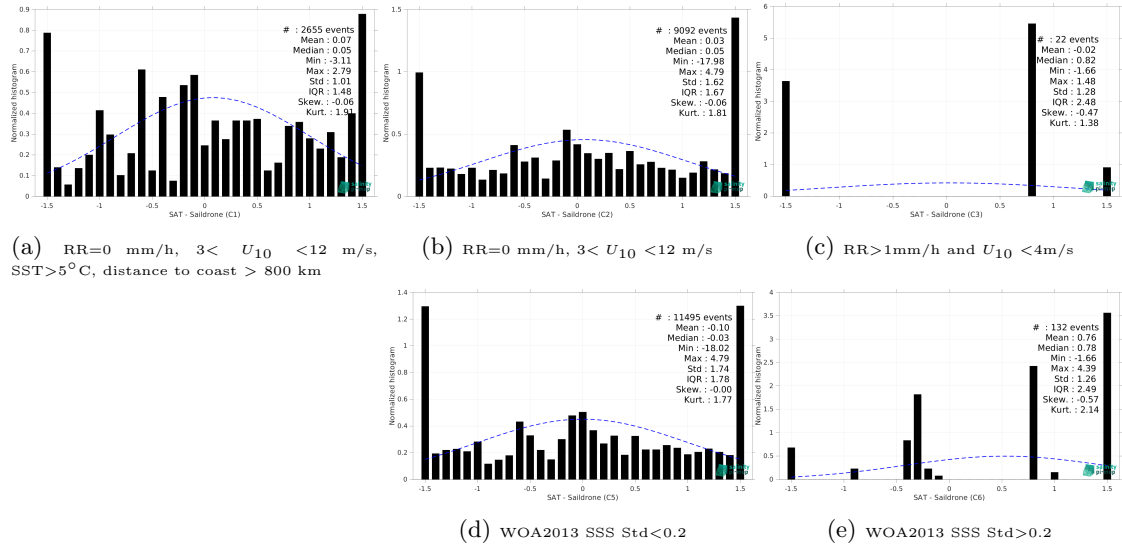 0.9
0.8
0.7
0.6
0.5
0.4
0.3
0.2
0.1
0
Normalized histogram
# : 2655 events
Mean : 0.07
Median : 0.05
Min : -3.11
Max : 2.79
Std : 1.01
IQR : 1.48
Skew. : -0.06
Kurt. : 1.91
-1.5 -1 -0.5 0 0.5 1 1.5
SAT - Saildrone (C1)
(a) RR=0 mm/h, 3< U10 <12 m/s,
SST>5°C, distance to coast > 800 km
1.5
1
0.5
0
Normalized histogram
# : 9092 events
Mean : 0.03
Median : 0.05
Min : -17.98
Max : 4.79
Std : 1.62
IQR : 1.67
Skew. : -0.06
Kurt. : 1.81
-1.5 -1 -0.5 0 0.5 1 1.5
SAT - Saildrone (C2)
(b) RR=0 mm/h, 3< U10 <12 m/s
6
5
4
3
2
1
0
Normalized histogram
# : 22 events
Mean : -0.02
Median : 0.82
Min : -1.66
Max : 1.48
Std : 1.28
IQR : 2.48
Skew. : -0.47
Kurt. : 1.38
-1.5 -1 -0.5 0 0.5 1 1.5
SAT - Saildrone (C3)
(c) RR>1mm/h and U10 <4m/s
1.4
1.2
1
0.8
0.6
0.4
0.2
0
Normalized histogram
# : 11495 events
Mean : -0.10
Median : -0.03
Min : -18.02
Max : 4.79
Std : 1.74
IQR : 1.78
Skew. : -0.00
Kurt. : 1.77
-1.5 -1 -0.5 0 0.5 1 1.5
SAT - Saildrone (C5)
(d) WOA2013 SSS Std<0.2
4
3.5
3
2.5
2
1.5
1
0.5
0
Normalized histogram
# : 132 events
Mean : 0.76
Median : 0.78
Min : -1.66
Max : 4.39
Std : 1.26
IQR : 2.49
Skew. : -0.57
Kurt. : 2.14
-1.5 -1 -0.5 0 0.5 1 1.5
SAT - Saildrone (C6)
(e) WOA2013 SSS Std>0.2